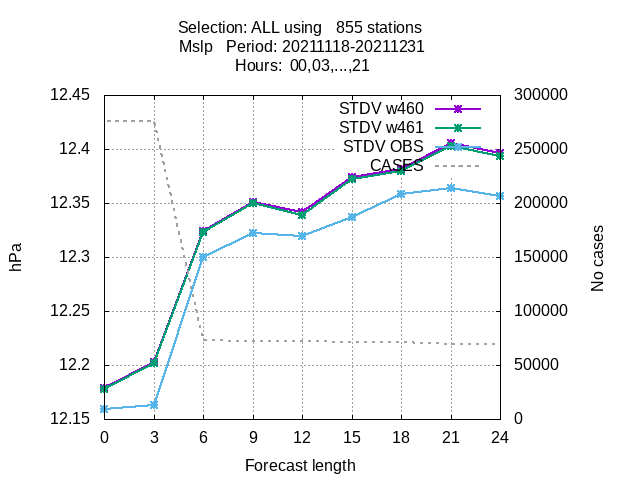 Selection: ALL using   855 stations
Mslp   Period: 20211118-20211231
Hours:  00,03,...,21
STDV w460
STDV w461
STDV OBS
CASES
12.45
12.4
12.35
12.3
12.25
12.2
12.15
hPa
300000
250000
200000
150000
100000
50000
0
No cases
0 3 6 9 12 15 18 21 24
Forecast length